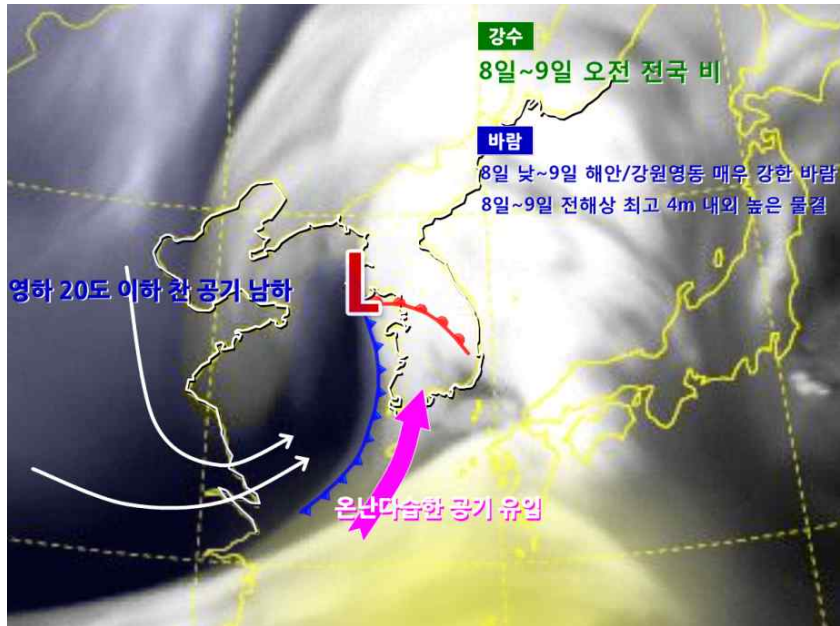 강수
8일~9일 오전 전국 비
바람
8일 낮~9일 해안/강원영동 매우 강한 바람
8일~9일 전해상 최고 4m 내외 높은 물결
영하 20도 이하 찬 공기 남하
L
온난다습한 공기 유입